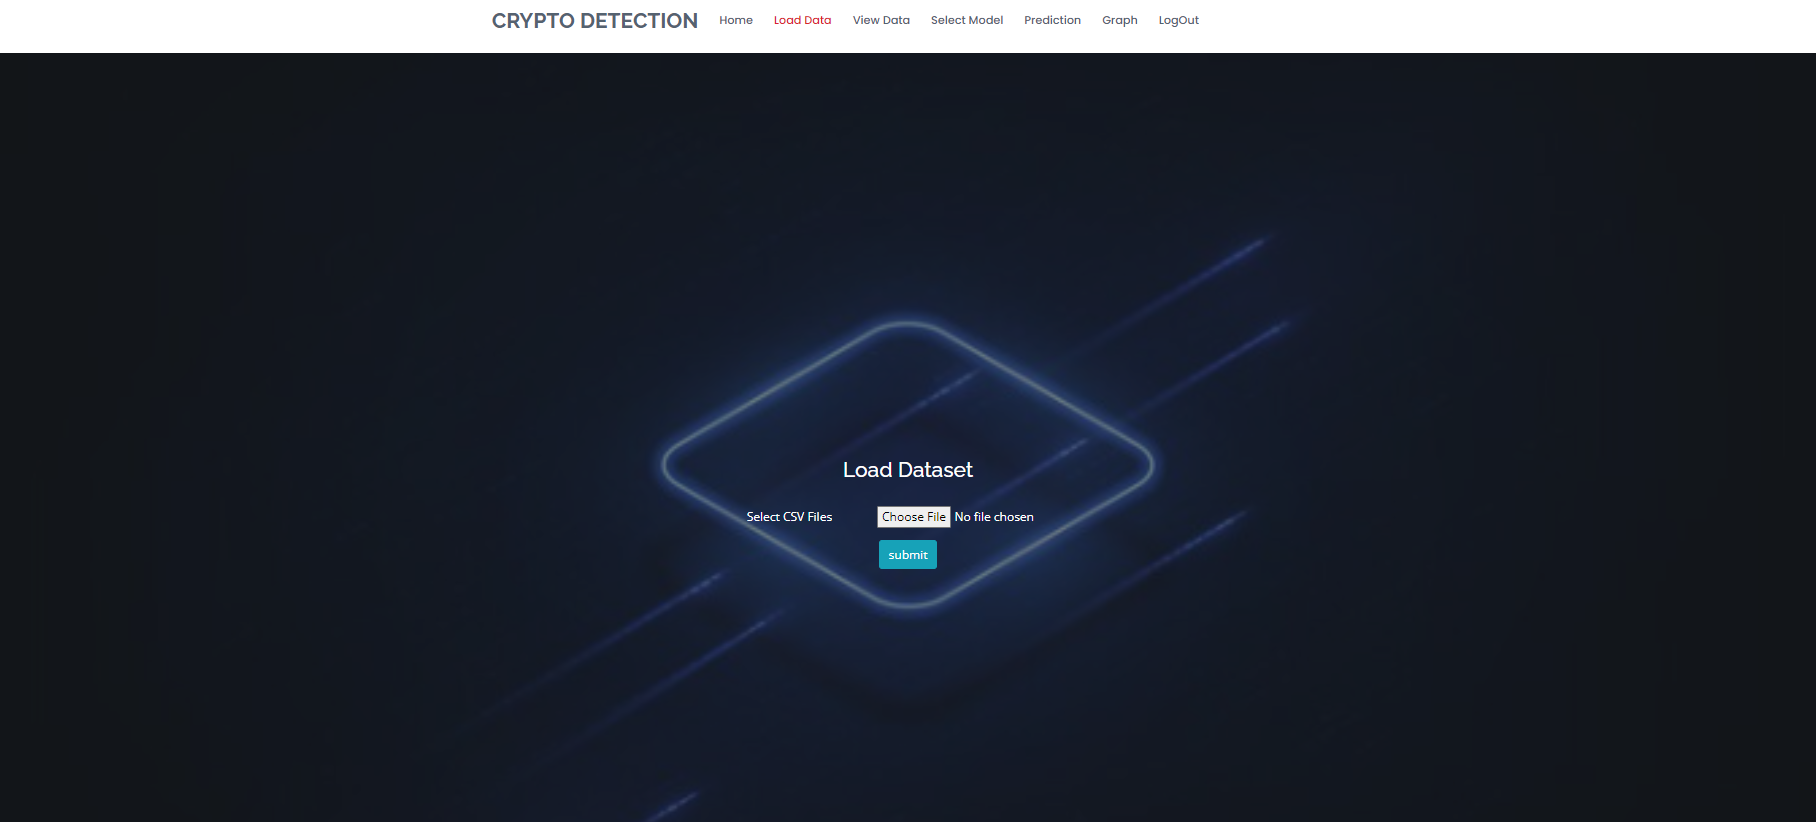 CRYPTO DETECTION Home Load Data View Data Select Model Prediction Graph LogOut
Load Dataset
Select CSV Files Choose File No file chosen
submit